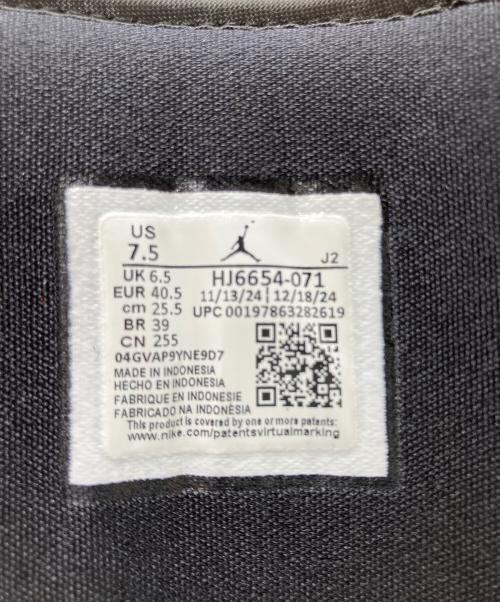 US
7.5
J2
UK 6.5
HJ6654-071
EUR 40.5
11/13/24 | 12/18/24
cm 25.5
UPC 00197863282619
BR 39
CN 255
04GVAP9YNE9D7
MADE IN INDONESIA
HECHO EN INDONESIA
FABRIQUE EN INDONESIE
FABRICADO NA INDONÉSIA
This product is covered by one or more patents:
www.nike.com/patentsvirtualmarking